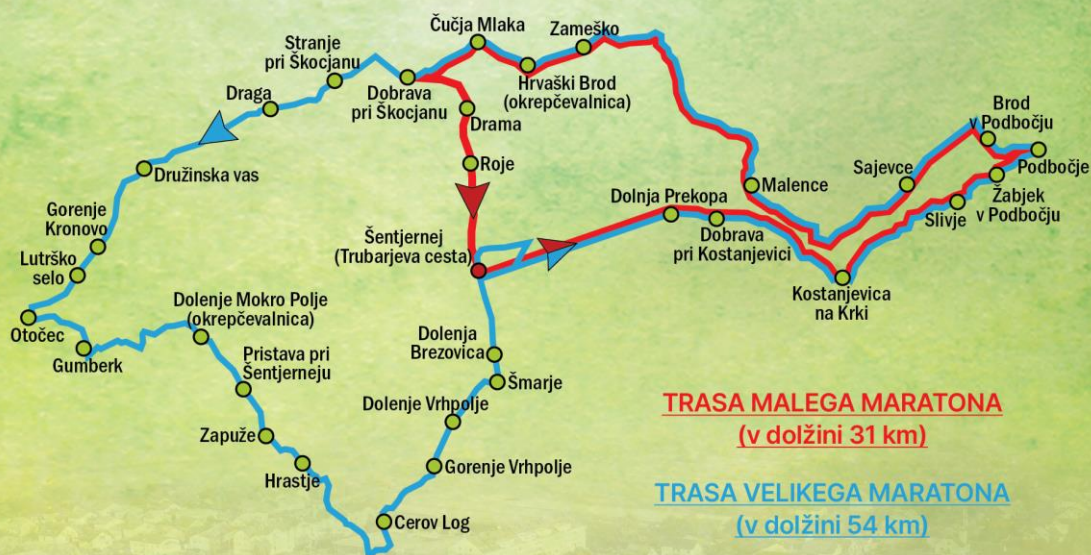 Čučja Mlaka
Zameško
Stranje
pri Škocjanu
Dobrava
pri Škocjanu
Hrvaški Brod
(okrepčevalnica)
Draga
Drama
Brod
v Podbočju
Roje
Družinska vas
Sajevce
Podbočje
Malence
Dolnja Prekopa
Žabjek
v Podbočju
Slivje
Gorenje
Kronovo
Šentjernej
(Trubarjeva cesta)
Dobrava
pri Kostanjevici
Lutrško
selo
Kostanjevica
na Krki
Dolenje Mokro Polje
(okrepčevalnica)
Otočec
Gumberk
Dolenja
Brezovica
Pristava pri
Šentjerneju
Šmarje
Dolenje Vrhpolje
Zapuže
Gorenje Vrhpolje
Hrastje
Cerov Log
TRASA MALEGA MARATONA
(v dolžini 31 km)
TRASA VELIKEGA MARATONA
(v dolžini 54 km)